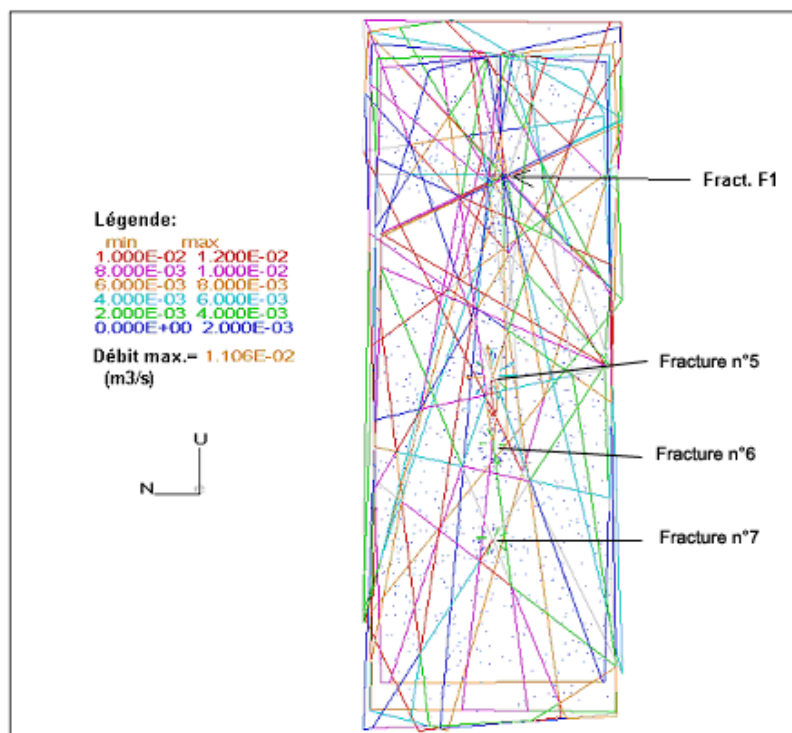 Fract. F1
Légende:
min max
1.000E-02 1.200E-02
8.000E-03 1.000E-02
6.000E-03 8.000E-03
4.000E-03 6.000E-03
2.000E-03 4.000E-03
0.000E+00 2.000E-03
Débit max.= 1.106E-02
(m3/s)
Fracture n°5
U
Fracture n°6
N
Fracture n°7